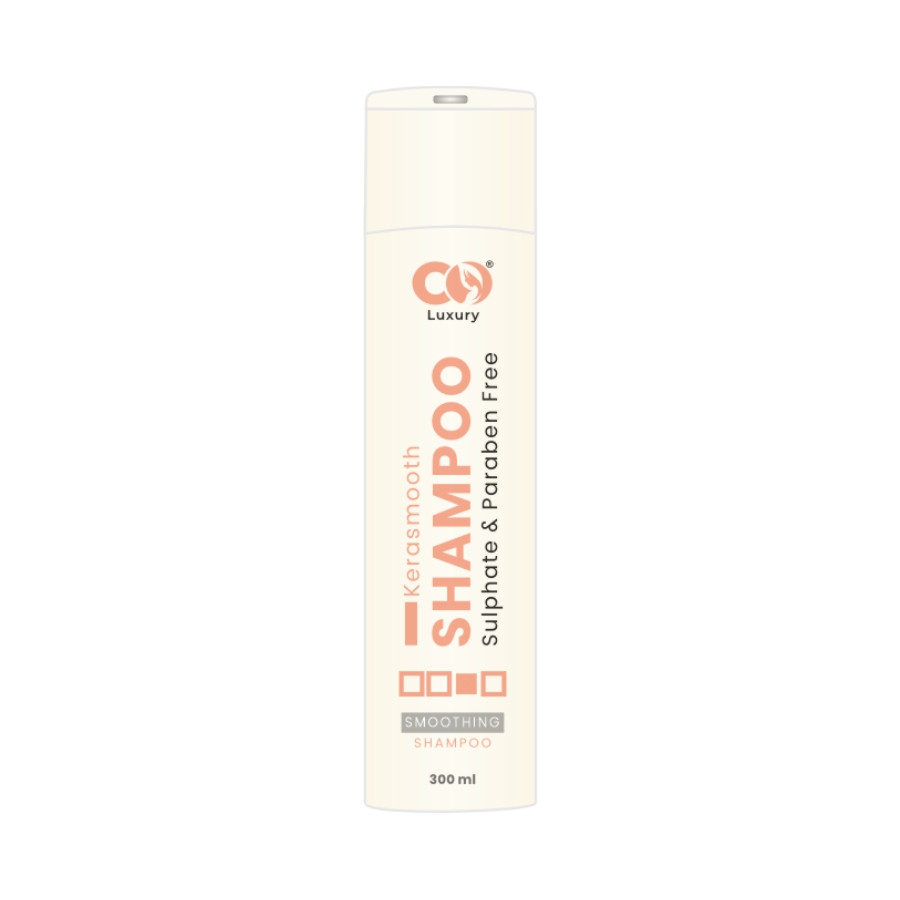 CO®
Luxury
Kerasmooth
SHAMPOO
Sulphate & Paraben Free
SMOOTHING
SHAMPOO
300 ml